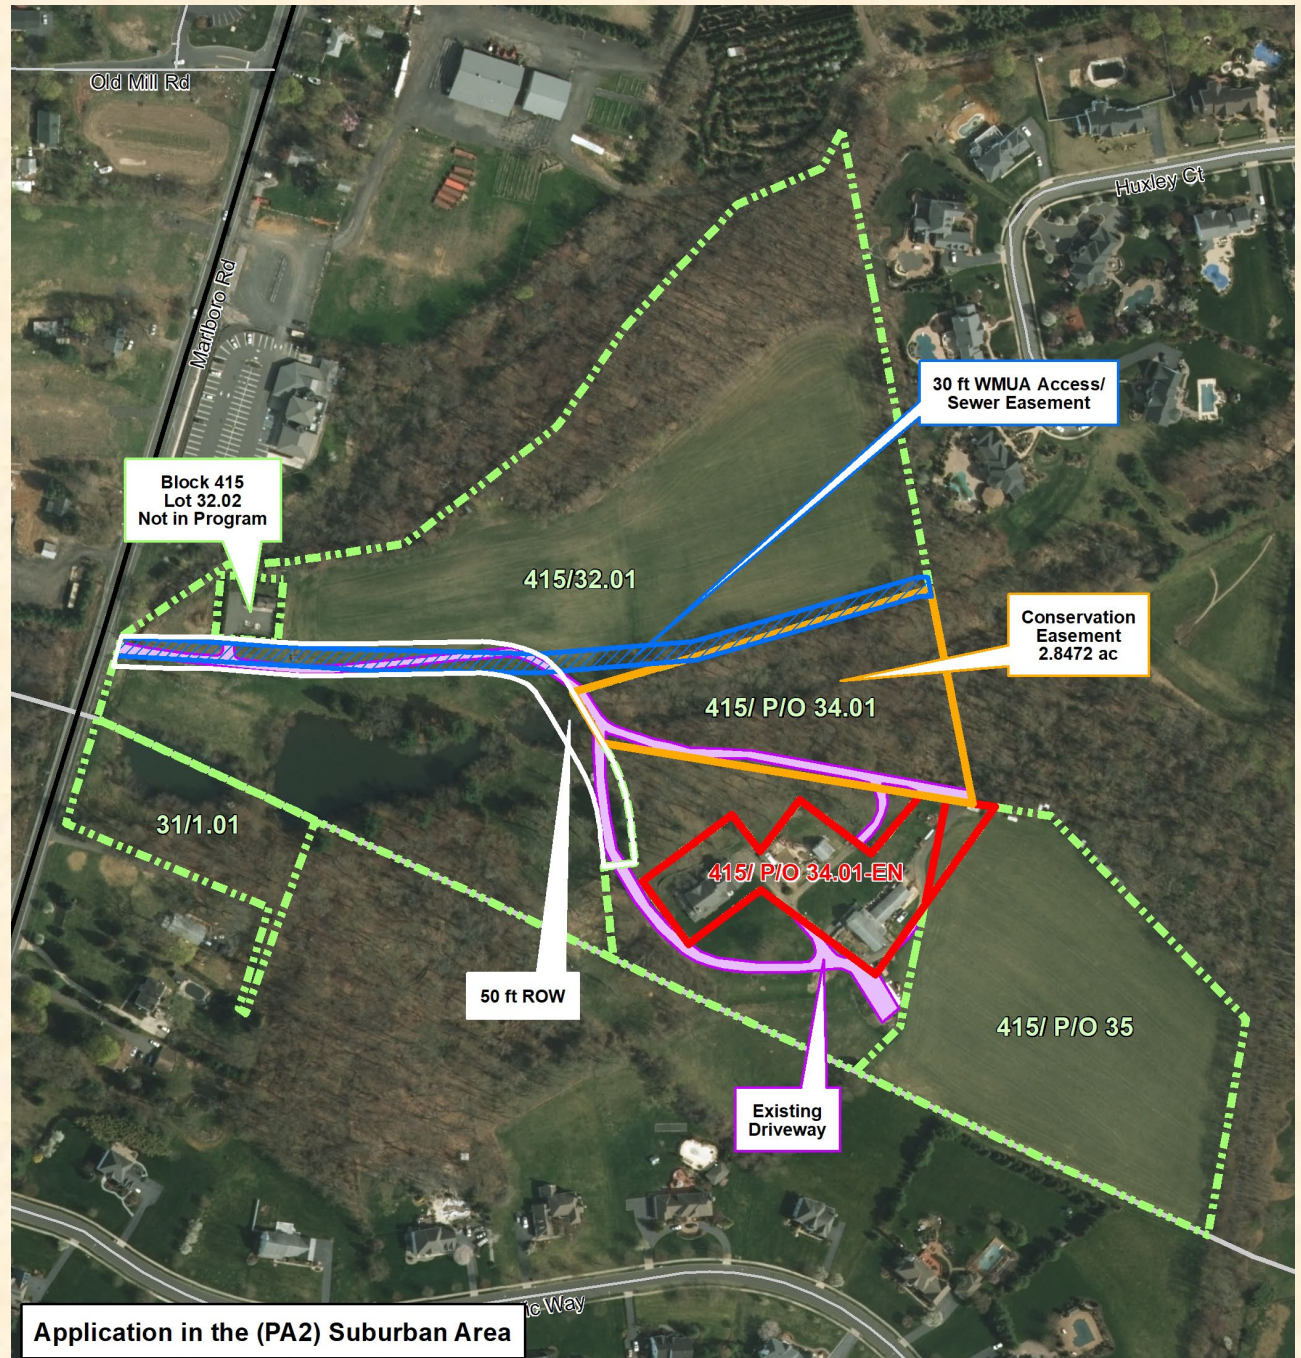 Old Mill Rd
Huxley Ct
Marlboro Rd
30 ft WMUA Access/
Sewer Easement
Block 415
Lot 32.02
Not in Program
415/32.01
Conservation
Easement
2.8472 ac
415/ P/O 34.01
31/1.01
415/ P/O 34.01-EN
50 ft ROW
415/ P/O 35
Existing
Driveway
ic Way
Application in the (PA2) Suburban Area